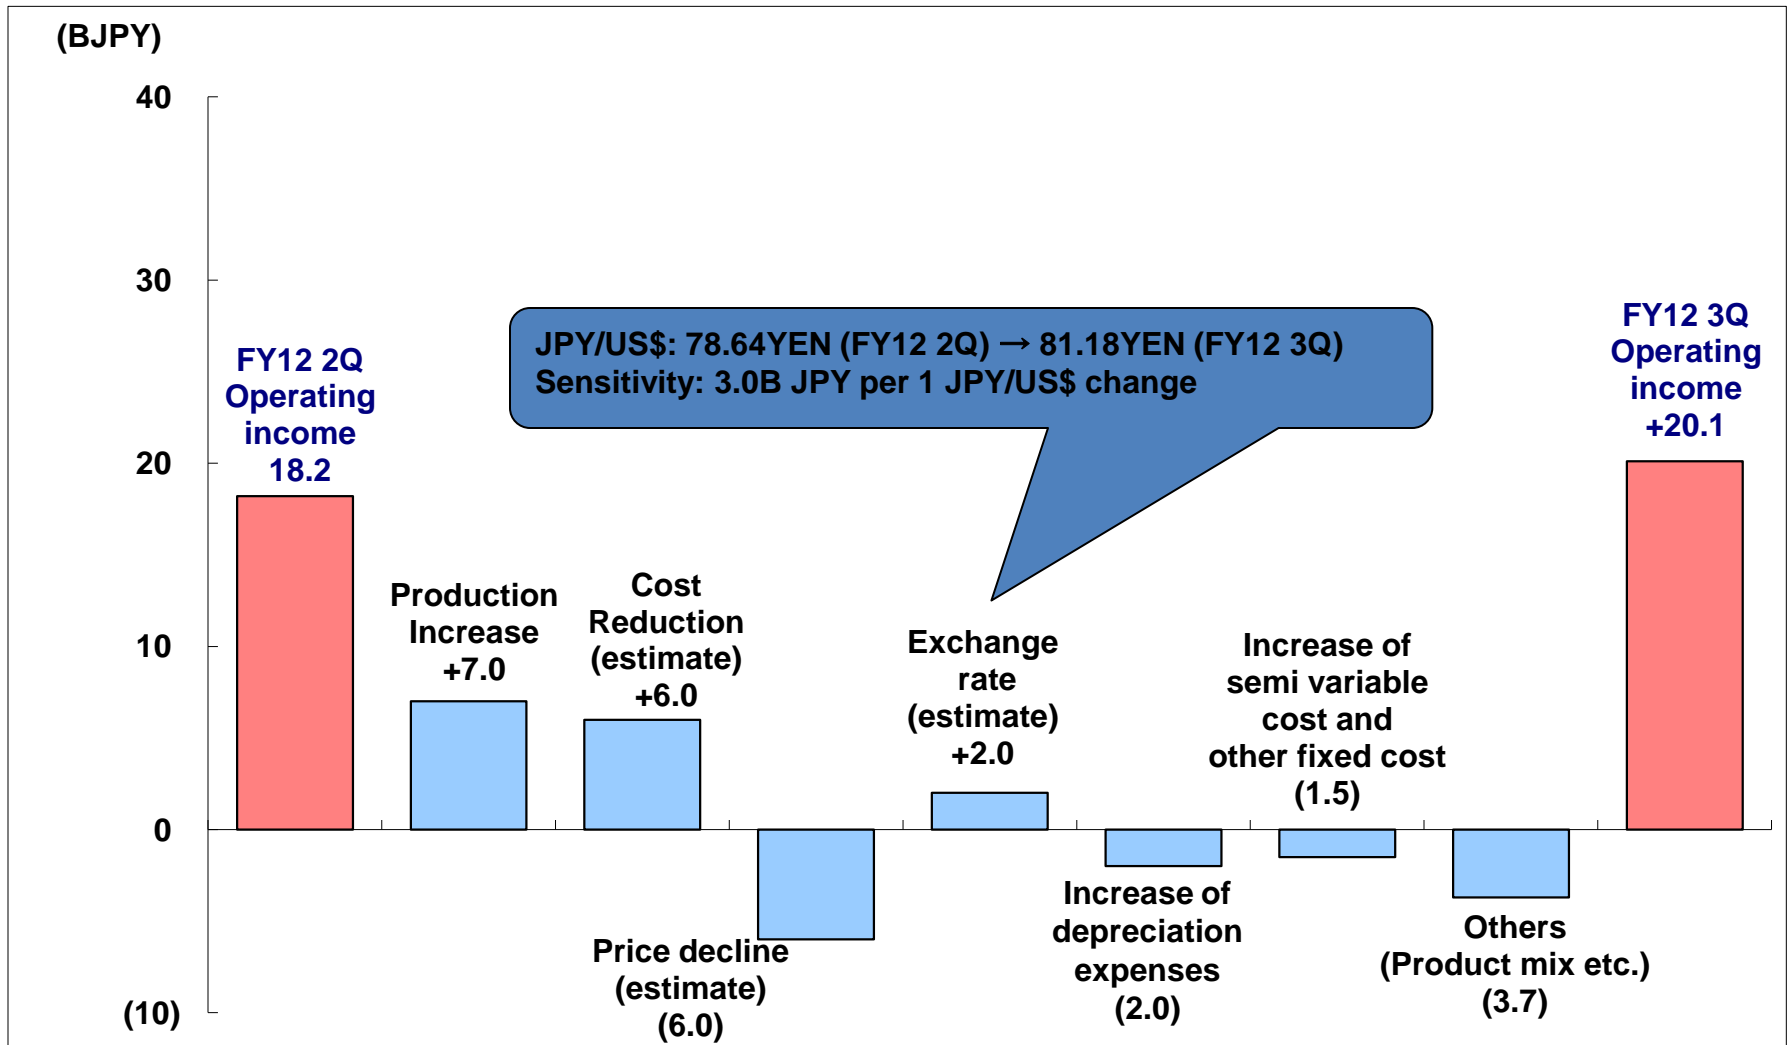 (BJPY)
40
30
20
10
0
(10)
FY12 2Q
Operating
income
18.2
Production
Increase
+7.0
Cost
Reduction
(estimate)
+6.0
Price decline
(estimate)
(6.0)
JPY/US$: 78.64YEN (FY12 2Q) → 81.18YEN (FY12 3Q)
Sensitivity: 3.0B JPY per 1 JPY/US$ change
Exchange
rate
(estimate)
+2.0
Increase of
depreciation
expenses
(2.0)
Increase of
semi variable
cost and
other fixed cost
(1.5)
Others
(Product mix etc.)
(3.7)
FY12 3Q
Operating
income
+20.1